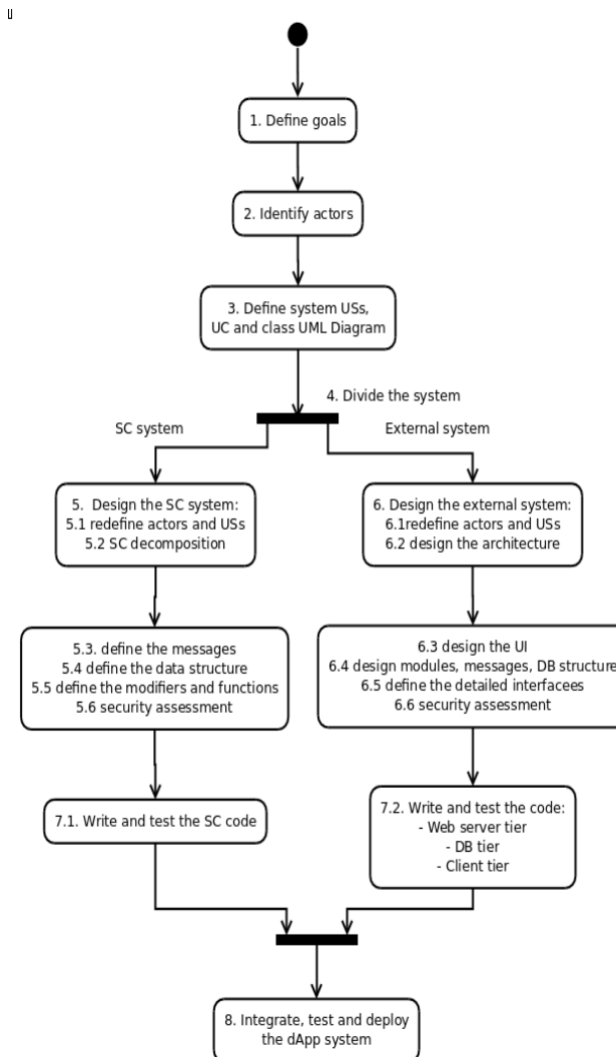 1. Define goals
2. Identify actors
3. Define system USs,
UC and class UML Diagram
4. Divide the system
SC system
External system
5. Design the SC system:
5.1 redefine actors and USs
5.2 SC decomposition
6. Design the external system:
6.1redefine actors and USs
6.2 design the architecture
5.3. define the messages
5.4 define the data structure
5.5 define the modifiers and functions
5.6 security assessment
6.3 design the UI
6.4 design modules, messages, DB structure
6.5 define the detailed interfacees
6.6 security assessment
7.1. Write and test the SC code
7.2. Write and test the code:
- Web server tier
- DB tier
- Client tier
8. Integrate, test and deploy
the dApp system